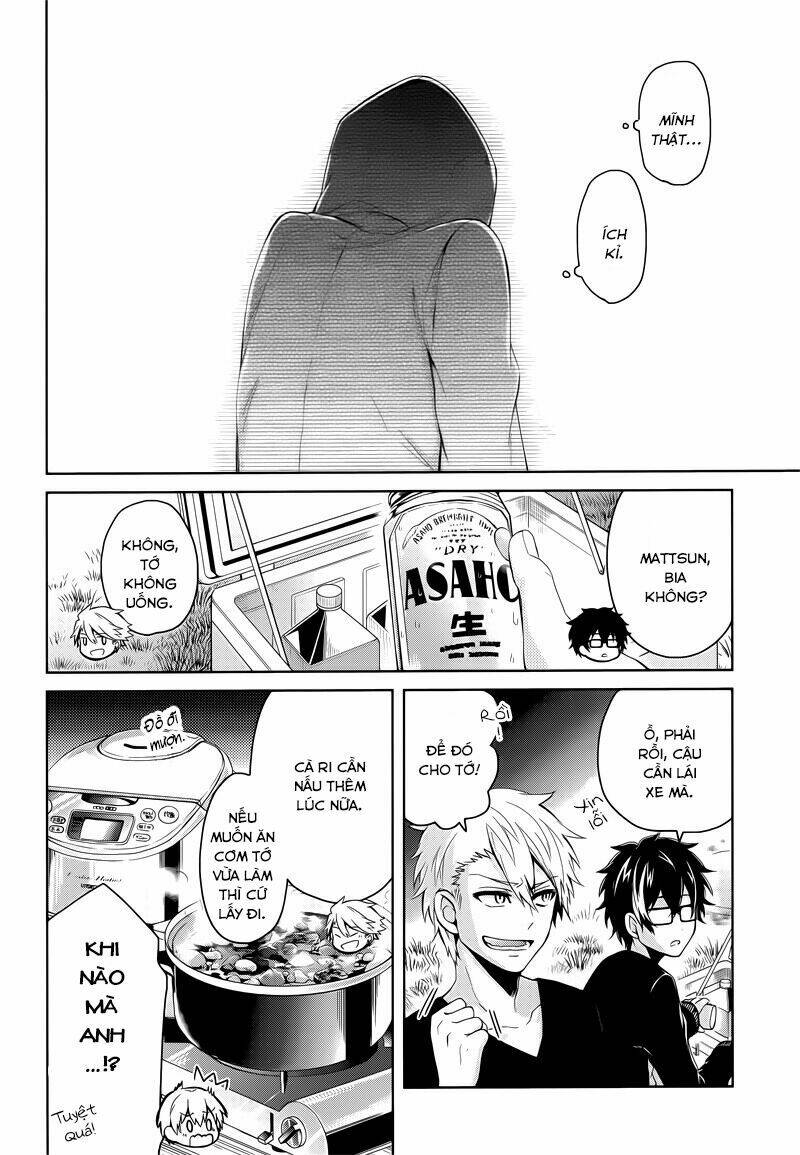 MĨNH
THẬT...
ÍCH
KỈ.
MATTSUN,
BIA
KHÔNG?
"DRY"
ASAHO
生
KHÔNG,
TỚ
KHÔNG
UỐNG.
Ồ, PHẢI
RỒI, CẬU
CẦN LÁI
XE MÀ.
Xin
lỗi
Rồi
ĐỂ ĐÓ
CHO TỚ!
CÀ RI CẦN
NẤU THÊM
LÚC NỮA.
NẾU
MUỐN ĂN
CƠM TỚ
VỪA LÀM
THÌ CỨ
LẤY ĐI.
Đồ đi
mượn.
KHI
NÀO
MÀ
ANH
...!?
Tuyệt
quá!